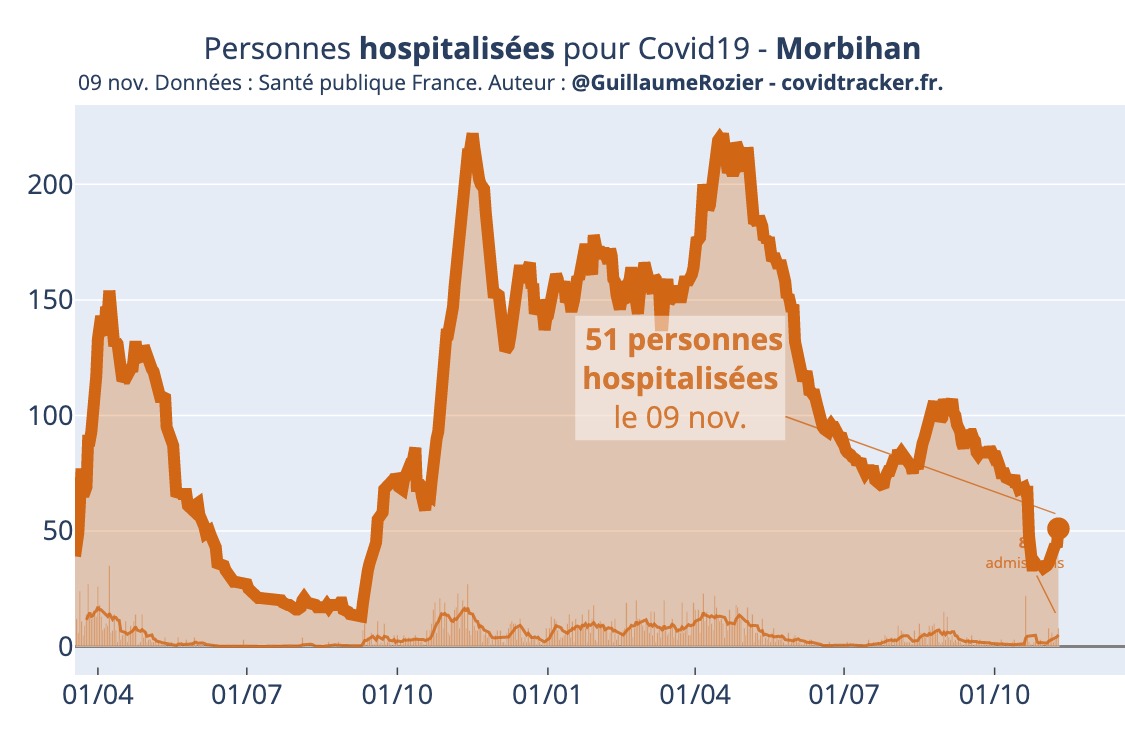 Personnes hospitalisées pour Covid19 - Morbihan
09 nov. Données : Santé publique France. Auteur : @GuillaumeRozier - covidtracker.fr.
200
150
100
50
0
51 personnes
hospitalisées
le 09 nov.
01/04
01/07
01/10
01/01
01/04
01/07
01/10